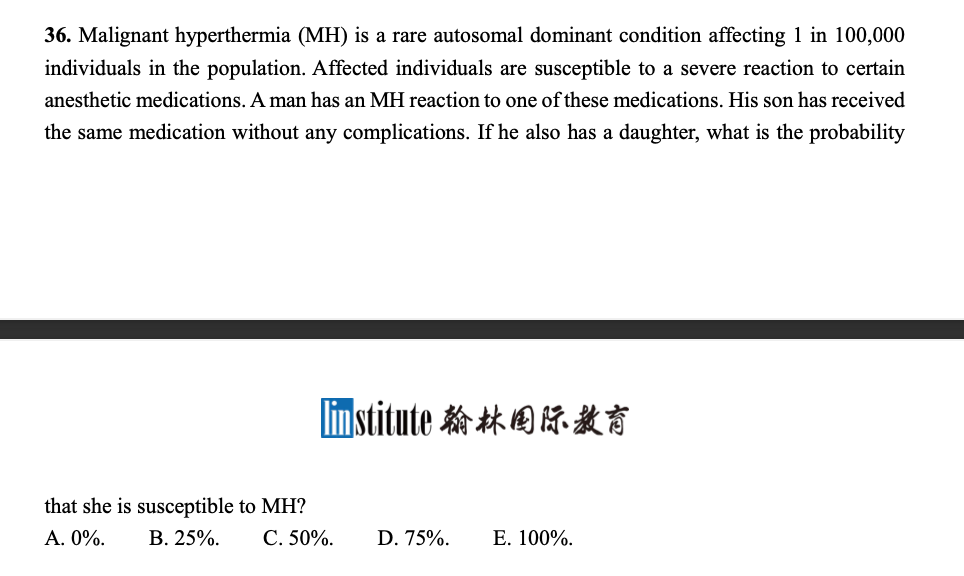 36. Malignant hyperthermia (MH) is a rare autosomal dominant condition affecting 1 in 100,000
individuals in the population. Affected individuals are susceptible to a severe reaction to certain
anesthetic medications. A man has an MH reaction to one of these medications. His son has received
the same medication without any complications. If he also has a daughter, what is the probability
linstitute 翰林国际教育
that she is susceptible to MH?
A. 0%. B. 25%. C. 50%. D. 75%. E. 100%.